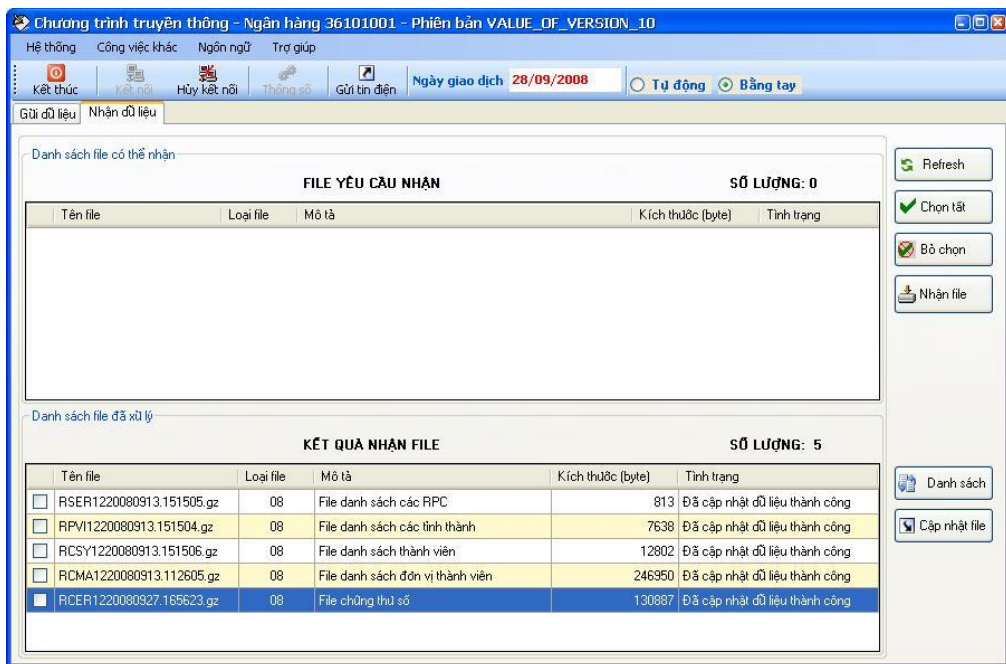 Chương trình truyền thông - Ngân hàng 36101001 - Phiên bản VALUE_OF_VERSION_10
Hệ thống Công việc khác Ngôn ngữ Trợ giúp
Kết thúc Kết nối Hủy kết nối Thông số Gửi tin điện Ngày giao dịch 28/09/2008 Tự động Bằng tay
Gửi dữ liệu Nhận dữ liệu
Danh sách file có thể nhận
FILE YÊU CẦU NHẬN SỐ LƯỢNG: 0
Tên file Loại file Mô tả Kích thước (byte) Tình trạng
Refresh
Chọn tất
Bỏ chọn
Nhận file
Danh sách file đã xử lý
KẾT QUẢ NHẬN FILE SỐ LƯỢNG: 5
Tên file Loại file Mô tả Kích thước (byte) Tình trạng
RSER1220080913.151505.gz 08 File danh sách các RPC 813 Đã cập nhật dữ liệu thành công
RPVI1220080913.151504.gz 08 File danh sách các tỉnh thành 7638 Đã cập nhật dữ liệu thành công
RCSY1220080913.151506.gz 08 File danh sách thành viên 12802 Đã cập nhật dữ liệu thành công
RCMA1220080913.112605.gz 08 File danh sách đơn vị thành viên 246950 Đã cập nhật dữ liệu thành công
RCER1220080927.165623.gz 08 File chứng thư số 130887 Đã cập nhật dữ liệu thành công
Danh sách
Cập nhật file